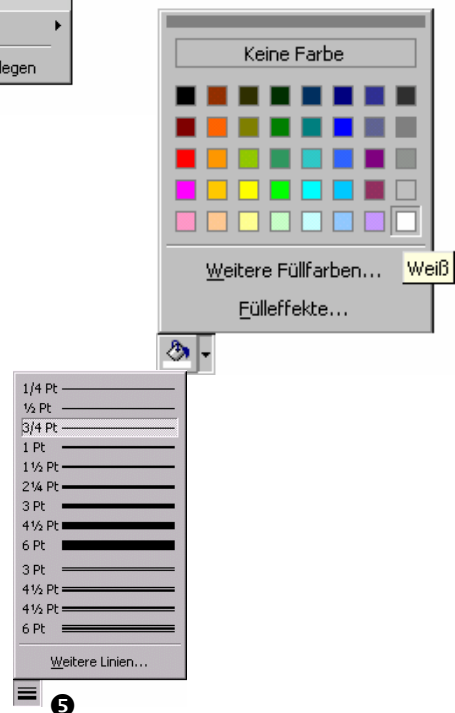 legen
Keine Farbe
Weitere Füllfarben...
Weiß
Fülleffekte...
1/4 Pt
½ Pt
3/4 Pt
1 Pt
1½ Pt
2¼ Pt
3 Pt
4½ Pt
6 Pt
3 Pt
4½ Pt
4½ Pt
6 Pt
Weitere Linien...
❺